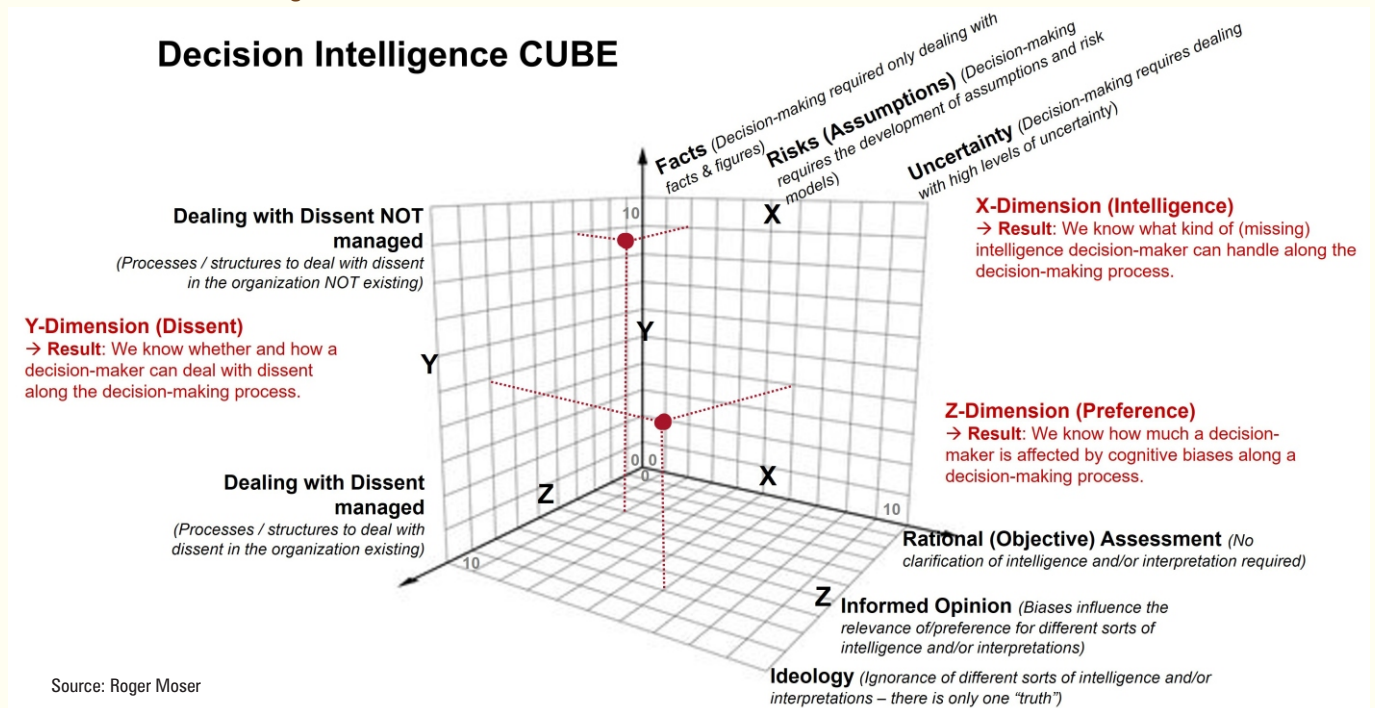 Decision Intelligence CUBE
Facts (Decision-making required only dealing with
facts & figures)
Risks (Assumptions) (Decision-making
requires the development of assumptions and risk
models)
Uncertainty (Decision-making requires dealing
with high levels of uncertainty)
Dealing with Dissent NOT
managed
(Processes / structures to deal with dissent
in the organization NOT existing)
10
X
X-Dimension (Intelligence)
→ Result: We know what kind of (missing)
intelligence decision-maker can handle along the
decision-making process.
Y-Dimension (Dissent)
→ Result: We know whether and how a
decision-maker can deal with dissent
along the decision-making process.
Y
Y
Z-Dimension (Preference)
→ Result: We know how much a decision-
maker is affected by cognitive biases along a
decision-making process.
Dealing with Dissent
managed
(Processes / structures to deal with
dissent in the organization existing)
0 0
0
Z
X
10
10
Rational (Objective) Assessment (No
clarification of intelligence and/or interpretation required)
Z
Informed Opinion (Biases influence the
relevance of/preference for different sorts of
intelligence and/or interpretations)
Ideology (Ignorance of different sorts of intelligence and/or
interpretations – there is only one “truth”)
Source: Roger Moser